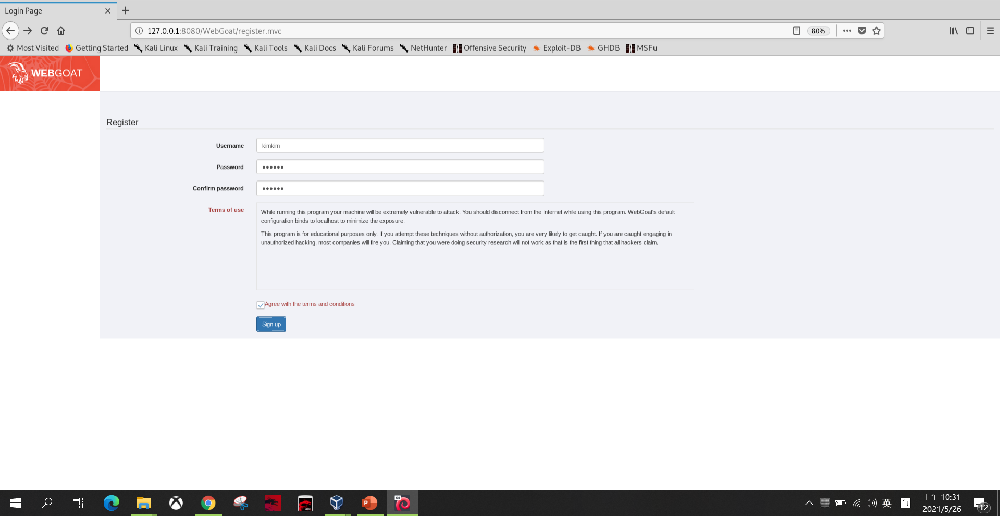 Login Page
127.0.0.1:8080/WebGoat/register.mvc
80%
Most Visited Getting Started Kali Linux Kali Training Kali Tools Kali Docs Kali Forums NetHunter Offensive Security Exploit-DB GHDB MSFu
WEBGOAT
Register
Username kimkim
Password ••••••
Confirm password ••••••
Terms of use
While running this program your machine will be extremely vulnerable to attack. You should disconnect from the Internet while using this program. WebGoat's default
configuration binds to localhost to minimize the exposure.
This program is for educational purposes only. If you attempt these techniques without authorization, you are very likely to get caught. If you are caught engaging in
unauthorized hacking, most companies will fire you. Claiming that you were doing security research will not work as that is the first thing that all hackers claim.
Agree with the terms and conditions
Sign up
64
P
英
上午 10:31
2021/5/26
12